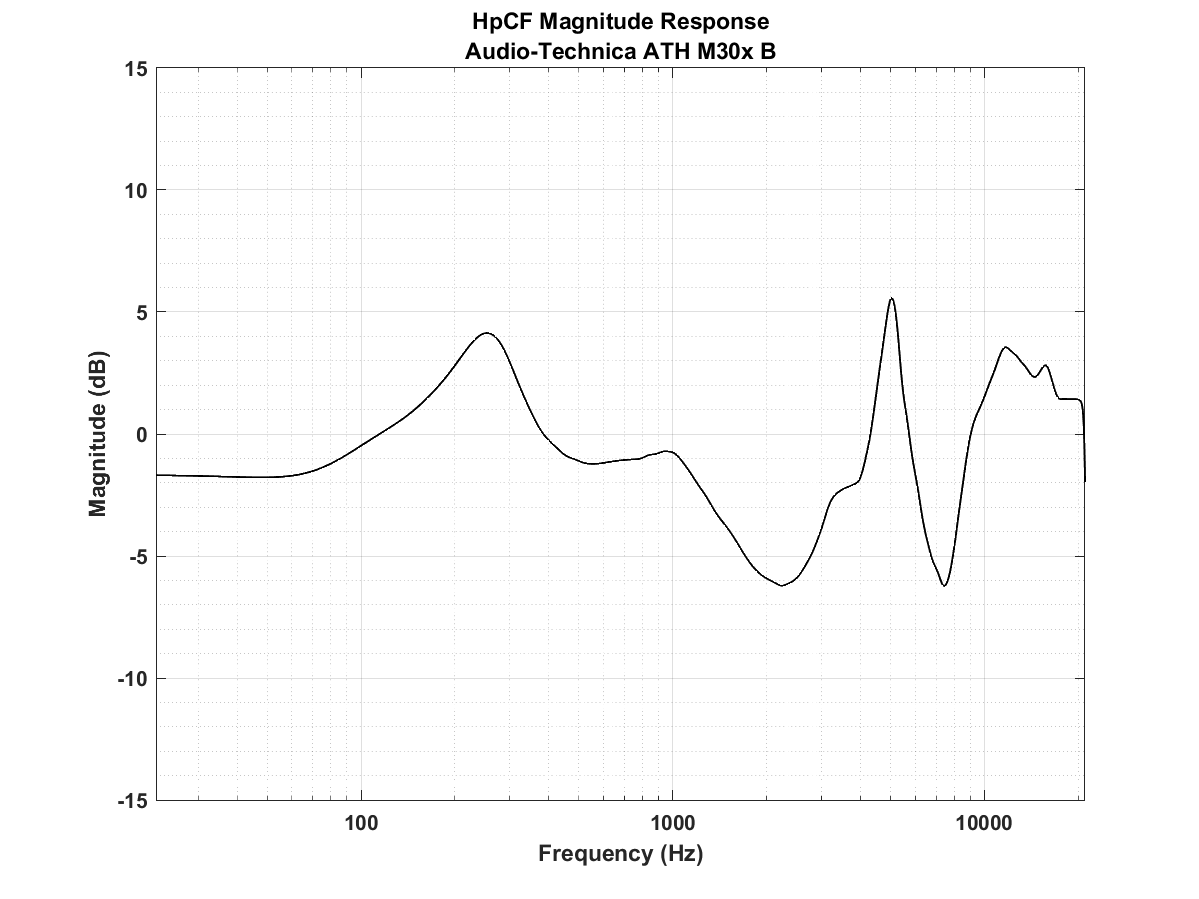 HpCF Magnitude Response
Audio-Technica ATH M30x B
15
10
5
0
-5
-10
-15
Magnitude (dB)
100
1000
10000
Frequency (Hz)